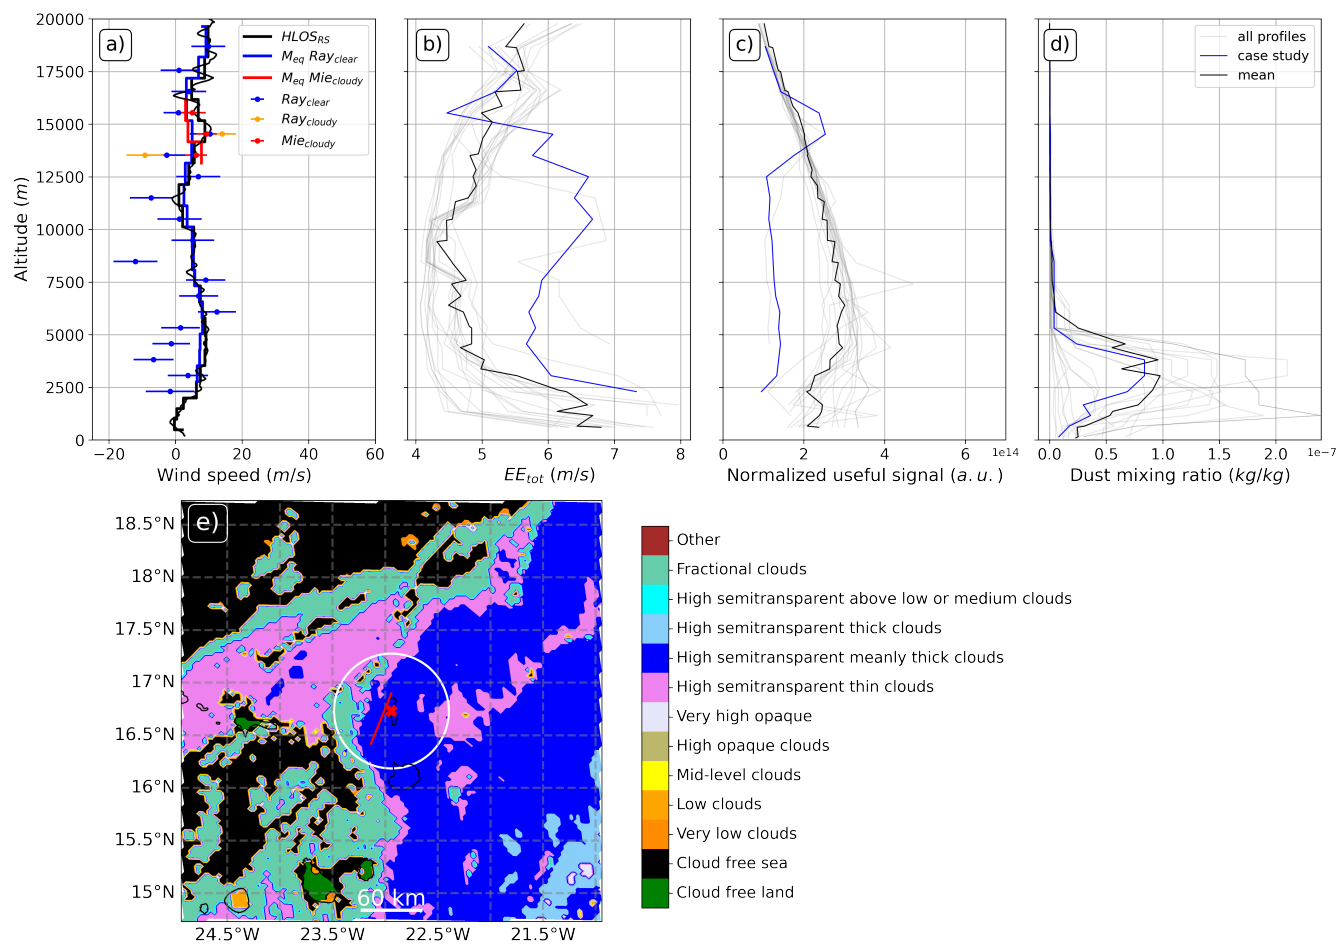 a)
HLOS_RS
M_eq Ray_clear
M_eq Mie_cloudy
Ray_clear
Ray_cloudy
Mie_cloudy
20000
17500
15000
12500
10000
7500
5000
2500
0
Altitude (m)
−20 0 20 40 60
Wind speed (m/s)
b)
4 5 6 7 8
EE_tot (m/s)
c)
0 2 4 6
1e14
Normalized useful signal (a.u.)
d)
all profiles
case study
mean
0.0 0.5 1.0 1.5 2.0
1e−7
Dust mixing ratio (kg/kg)
e)
18.5°N
18°N
17.5°N
17°N
16.5°N
16°N
15.5°N
15°N
60 km
24.5°W 23.5°W 22.5°W 21.5°W
Other
Fractional clouds
High semitransparent above low or medium clouds
High semitransparent thick clouds
High semitransparent meanly thick clouds
High semitransparent thin clouds
Very high opaque
High opaque clouds
Mid-level clouds
Low clouds
Very low clouds
Cloud free sea
Cloud free land